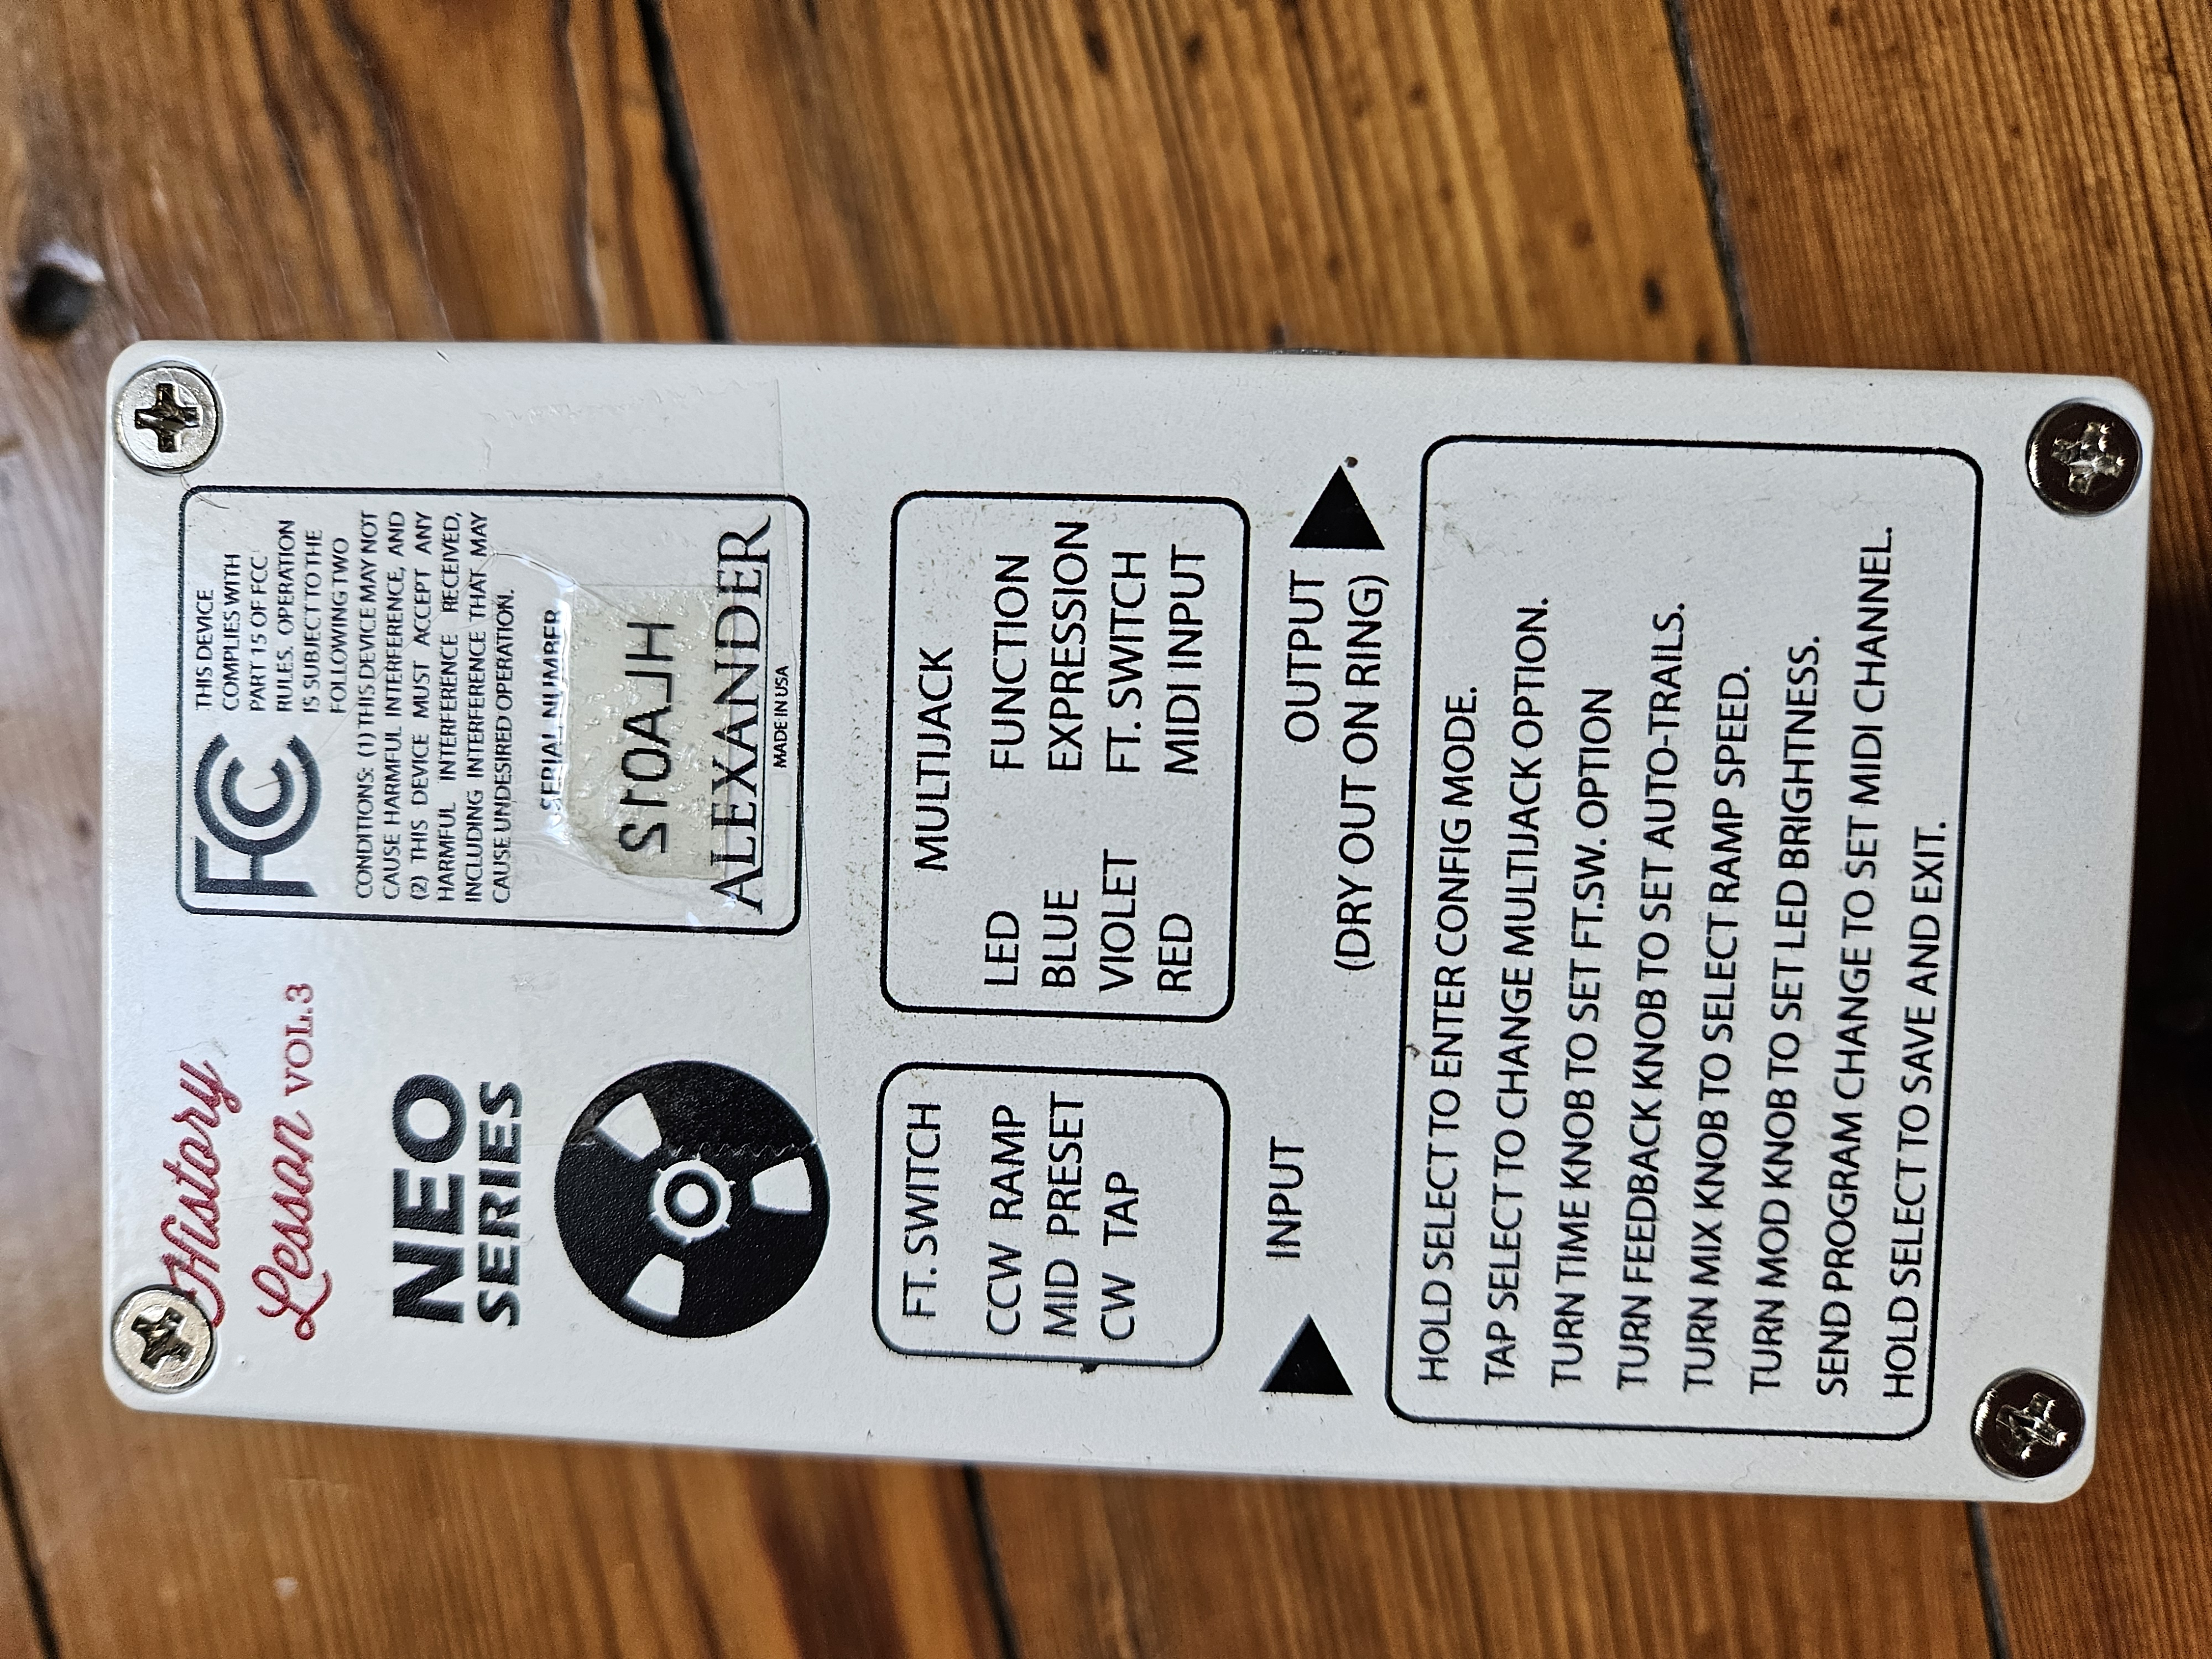 History
Lesson VOL.3
NEO
SERIES
FCC
THIS DEVICE
COMPLIES WITH
PART 15 OF FCC
RULES. OPERATION
IS SUBJECT TO THE
FOLLOWING TWO
CONDITIONS: (1) THIS DEVICE MAY NOT
CAUSE HARMFUL INTERFERENCE, AND
(2) THIS DEVICE MUST ACCEPT ANY
HARMFUL INTERFERENCE RECEIVED,
INCLUDING INTERFERENCE THAT MAY
CAUSE UNDESIRED OPERATION.
SERIAL NUMBER
ALEXANDER
MADE IN USA
FT. SWITCH
CCW RAMP
MID PRESET
CW TAP
MULTIJACK
LED FUNCTION
BLUE EXPRESSION
VIOLET FT. SWITCH
RED MIDI INPUT
INPUT
OUTPUT
(DRY OUT ON RING)
HOLD SELECT TO ENTER CONFIG MODE.
TAP SELECT TO CHANGE MULTIJACK OPTION.
TURN TIME KNOB TO SET FT.SW. OPTION
TURN FEEDBACK KNOB TO SET AUTO-TRAILS.
TURN MIX KNOB TO SELECT RAMP SPEED.
TURN MOD KNOB TO SET LED BRIGHTNESS.
SEND PROGRAM CHANGE TO SET MIDI CHANNEL.
HOLD SELECT TO SAVE AND EXIT.